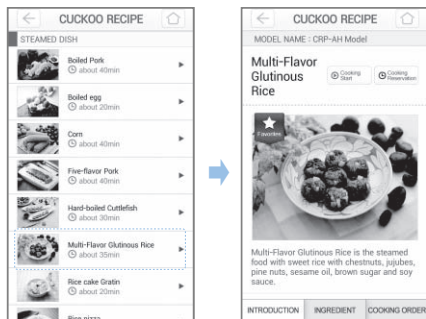 CUCKOO RECIPE
STEAMED DISH
Boiled Pork
about 40min
Boiled egg
about 20min
Corn
about 40min
Five-flavor Pork
about 40min
Hard-boiled Cuttlefish
about 30min
Multi-Flavor Glutinous Rice
about 35min
Rice cake Gratin
about 20min
Rice pizza
CUCKOO RECIPE
MODEL NAME : CRP-AH Model
Multi-Flavor
Glutinous
Rice
Cooking
Start
Cooking
Reservation
Favorites
Multi-Flavor Glutinous Rice is the steamed
food with sweet rice with chestnuts, jujubes,
pine nuts, sesame oil, brown sugar and soy
sauce.
INTRODUCTION
INGREDIENT
COOKING ORDER